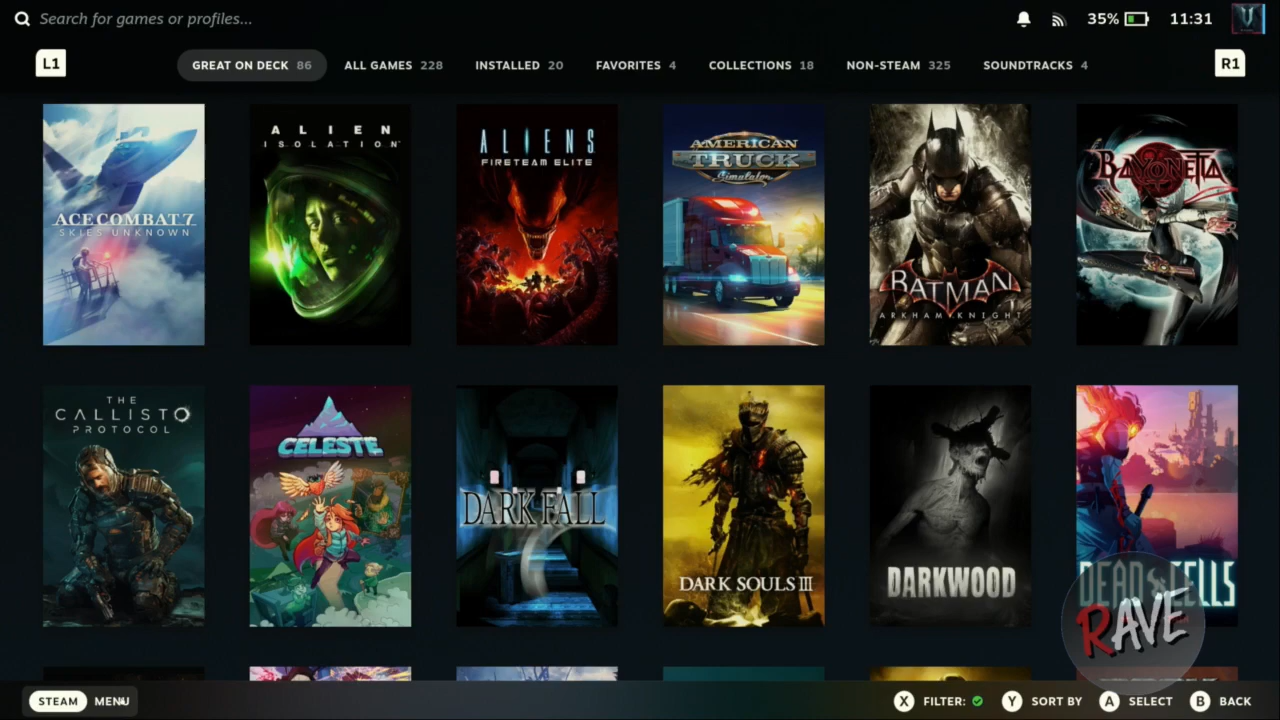 Search for games or profiles...
35%
11:31
L1
GREAT ON DECK 86
ALL GAMES 228
INSTALLED 20
FAVORITES 4
COLLECTIONS 18
NON-STEAM 325
SOUNDTRACKS 4
R1
ACE COMBAT 7
SKIES UNKNOWN
ALIEN
ISOLATION
ALIENS
FIRETEAM ELITE
AMERICAN
TRUCK
Simulator
BATMAN
ARKHAM KNIGHT
BAYONETTA
THE
CALLISTO
PROTOCOL
CELESTE
DARK FALL
DARK SOULS III
DARKWOOD
DEAD CELLS
RAVE
STEAM MENU
X FILTER:
Y SORT BY
A SELECT
B BACK